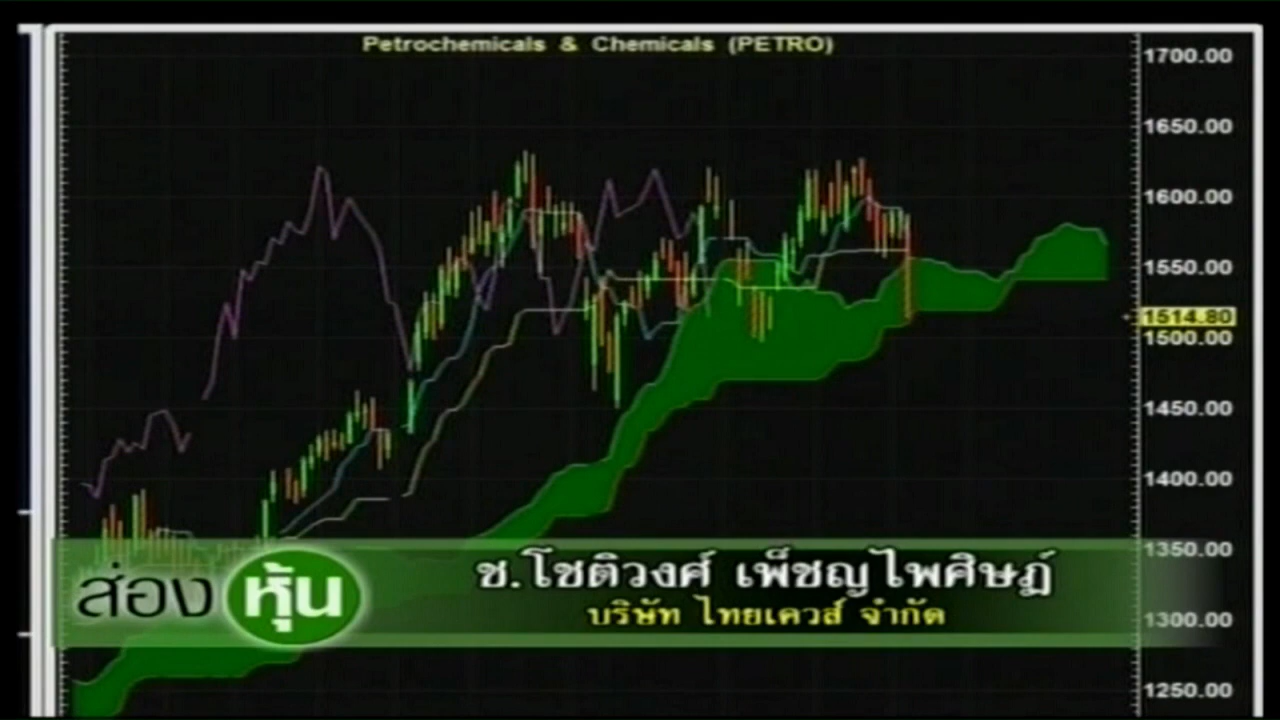 Petrochemicals & Chemicals (PETRO)
1700.00
1650.00
1600.00
1550.00
1514.80
1500.00
1450.00
1400.00
1350.00
1300.00
1250.00
ส่อง หุ้น
ช.โชติวงศ์ เพ็ชญไพศิษฏ์
บริษัท ไทยเควสส์ จำกัด